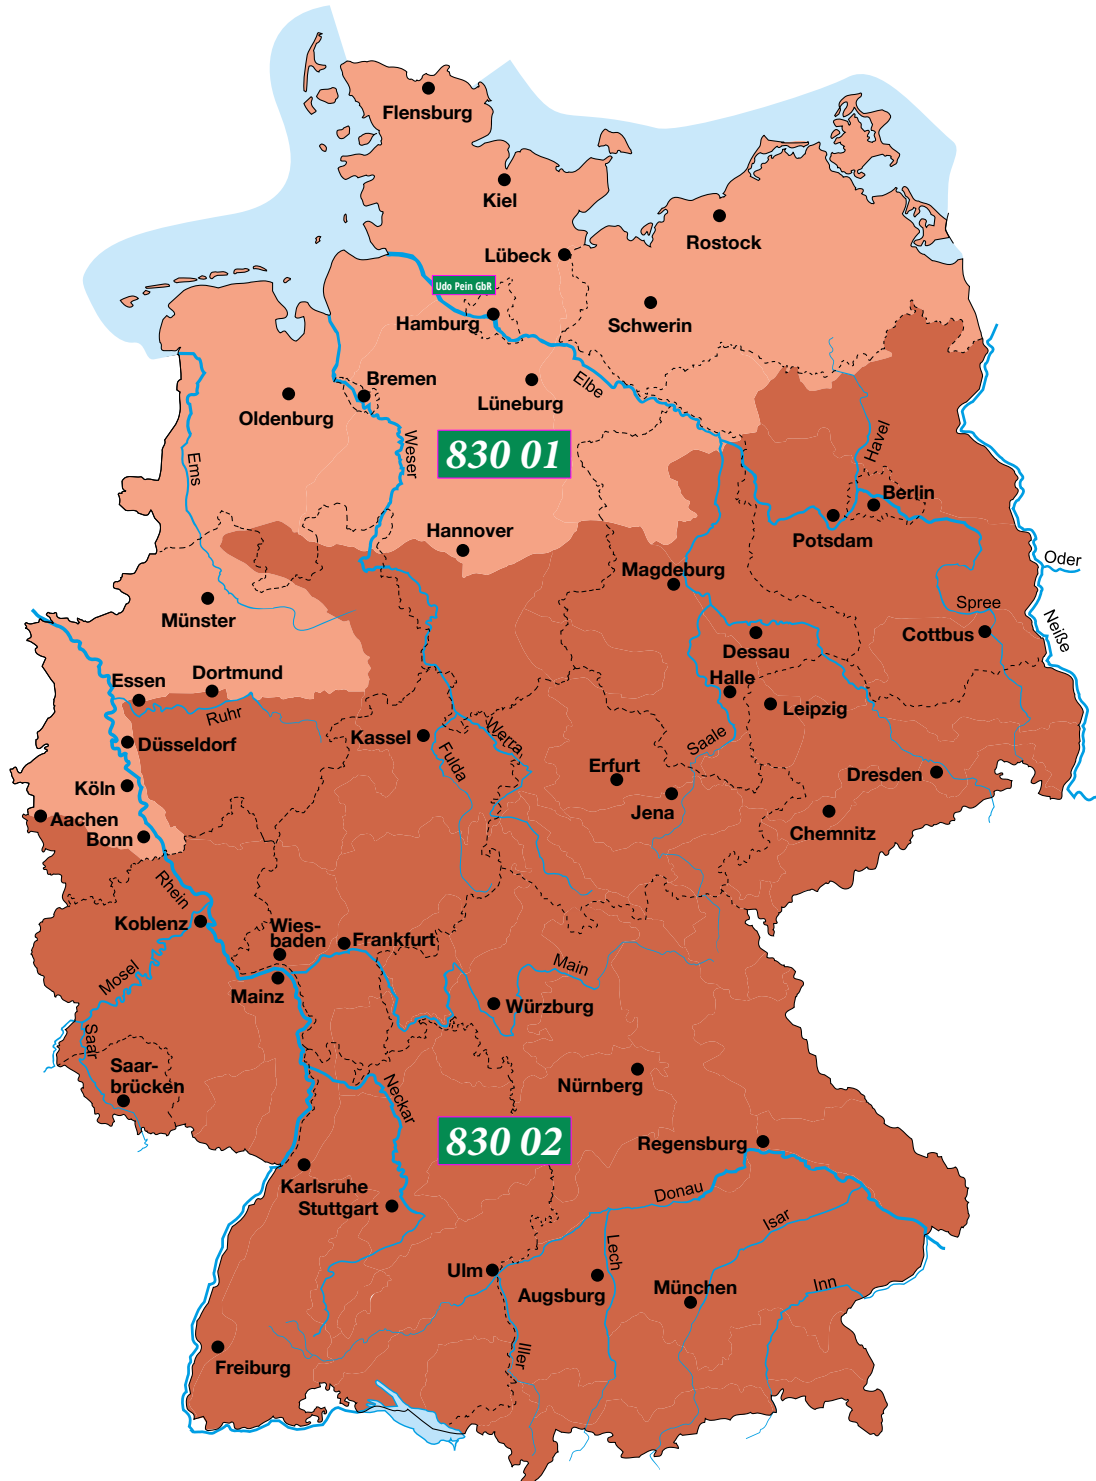 Flensburg
Kiel
Rostock
Lübeck
Udo Pein GbR
Hamburg
Schwerin
Bremen
Elbe
Oldenburg
Lüneburg
Weser
830 01
Ems
Havel
Berlin
Hannover
Potsdam
Oder
Magdeburg
Münster
Spree
Neiße
Cottbus
Dessau
Dortmund
Essen
Halle
Leipzig
Ruhr
Düsseldorf
Kassel
Werra
Saale
Fulda
Erfurt
Dresden
Köln
Jena
Aachen
Chemnitz
Bonn
Rhein
Koblenz
Wies-
baden
Frankfurt
Main
Mosel
Mainz
Würzburg
Saar
Saar-
brücken
Nürnberg
Neckar
830 02
Regensburg
Karlsruhe
Donau
Stuttgart
Isar
Lech
Ulm
Augsburg
München
Inn
Iller
Freiburg